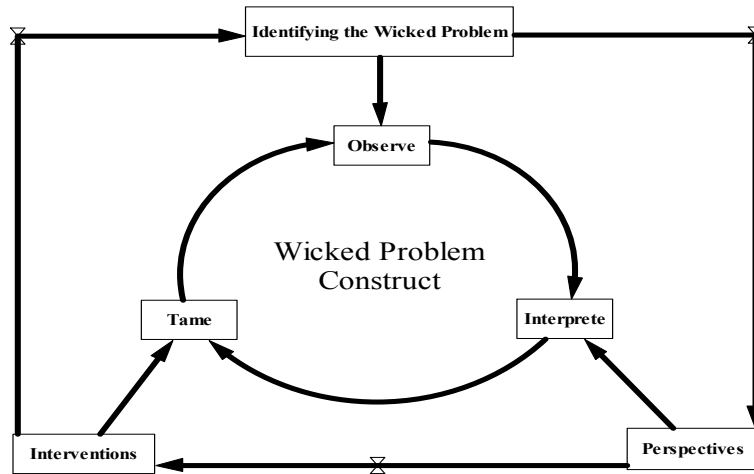 Identifying the Wicked Problem
Observe
Wicked Problem
Construct
Tame
Interprete
Interventions
Perspectives